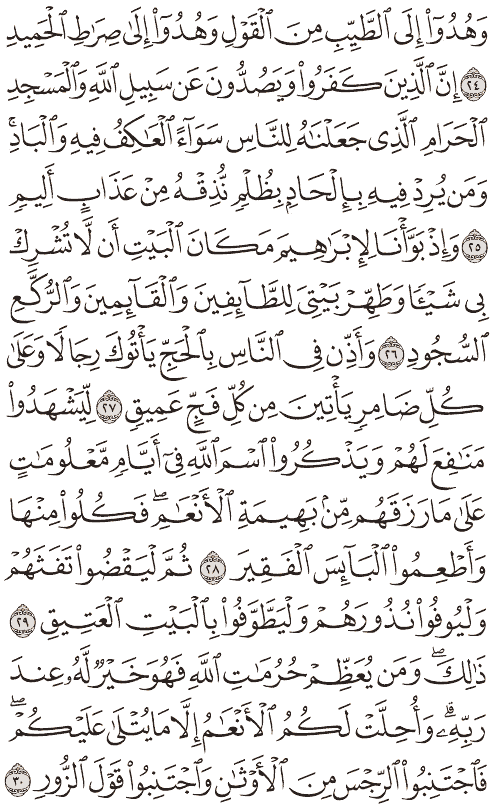 وَهُدُوٓا۟ إِلَى ٱلطَّيِّبِ مِنَ ٱلْقَوْلِ وَهُدُوٓا۟ إِلَىٰ صِرَٰطِ ٱلْحَمِيدِ
٢٤ إِنَّ ٱلَّذِينَ كَفَرُوا۟ وَيَصُدُّونَ عَن سَبِيلِ ٱللَّهِ وَٱلْمَسْجِدِ
ٱلْحَرَامِ ٱلَّذِى جَعَلْنَٰهُ لِلنَّاسِ سَوَآءً ٱلْعَٰكِفُ فِيهِ وَٱلْبَادِ ۚ
وَمَن يُرِدْ فِيهِ بِإِلْحَادٍۭ بِظُلْمٍ نُّذِقْهُ مِنْ عَذَابٍ أَلِيمٍ
٢٥ وَإِذْ بَوَّأْنَا لِإِبْرَٰهِيمَ مَكَانَ ٱلْبَيْتِ أَن لَّا تُشْرِكْ
بِى شَيْـًٔا وَطَهِّرْ بَيْتِىَ لِلطَّآئِفِينَ وَٱلْقَآئِمِينَ وَٱلرُّكَّعِ
ٱلسُّجُودِ ٢٦ وَأَذِّن فِى ٱلنَّاسِ بِٱلْحَجِّ يَأْتُوكَ رِجَالًا وَعَلَىٰ
كُلِّ ضَامِرٍ يَأْتِينَ مِن كُلِّ فَجٍّ عَمِيقٍ ٢٧ لِّيَشْهَدُوا۟
مَنَٰفِعَ لَهُمْ وَيَذْكُرُوا۟ ٱسْمَ ٱللَّهِ فِىٓ أَيَّامٍ مَّعْلُومَٰتٍ
عَلَىٰ مَا رَزَقَهُم مِّنۢ بَهِيمَةِ ٱلْأَنْعَٰمِ ۖ فَكُلُوا۟ مِنْهَا
وَأَطْعِمُوا۟ ٱلْبَآئِسَ ٱلْفَقِيرَ ٢٨ ثُمَّ لْيَقْضُوا۟ تَفَثَهُمْ
وَلْيُوفُوا۟ نُذُورَهُمْ وَلْيَطَّوَّفُوا۟ بِٱلْبَيْتِ ٱلْعَتِيقِ ٢٩
ذَٰلِكَ ۖ وَمَن يُعَظِّمْ حُرُمَٰتِ ٱللَّهِ فَهُوَ خَيْرٌ لَّهُۥ عِندَ
رَبِّهِۦ ۗ وَأُحِلَّتْ لَكُمُ ٱلْأَنْعَٰمُ إِلَّا مَا يُتْلَىٰ عَلَيْكُمْ ۖ
فَٱجْتَنِبُوا۟ ٱلرِّجْسَ مِنَ ٱلْأَوْثَٰنِ وَٱجْتَنِبُوا۟ قَوْلَ ٱلزُّورِ ٣٠